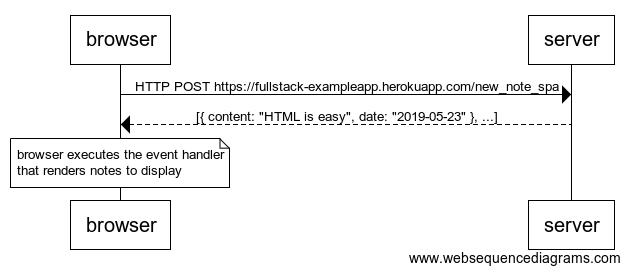 browser
server
HTTP POST https://fullstack-exampleapp.herokuapp.com/new_note_spa
[{ content: "HTML is easy", date: "2019-05-23" }, ...]
browser executes the event handler
that renders notes to display
browser
server
www.websequencediagrams.com